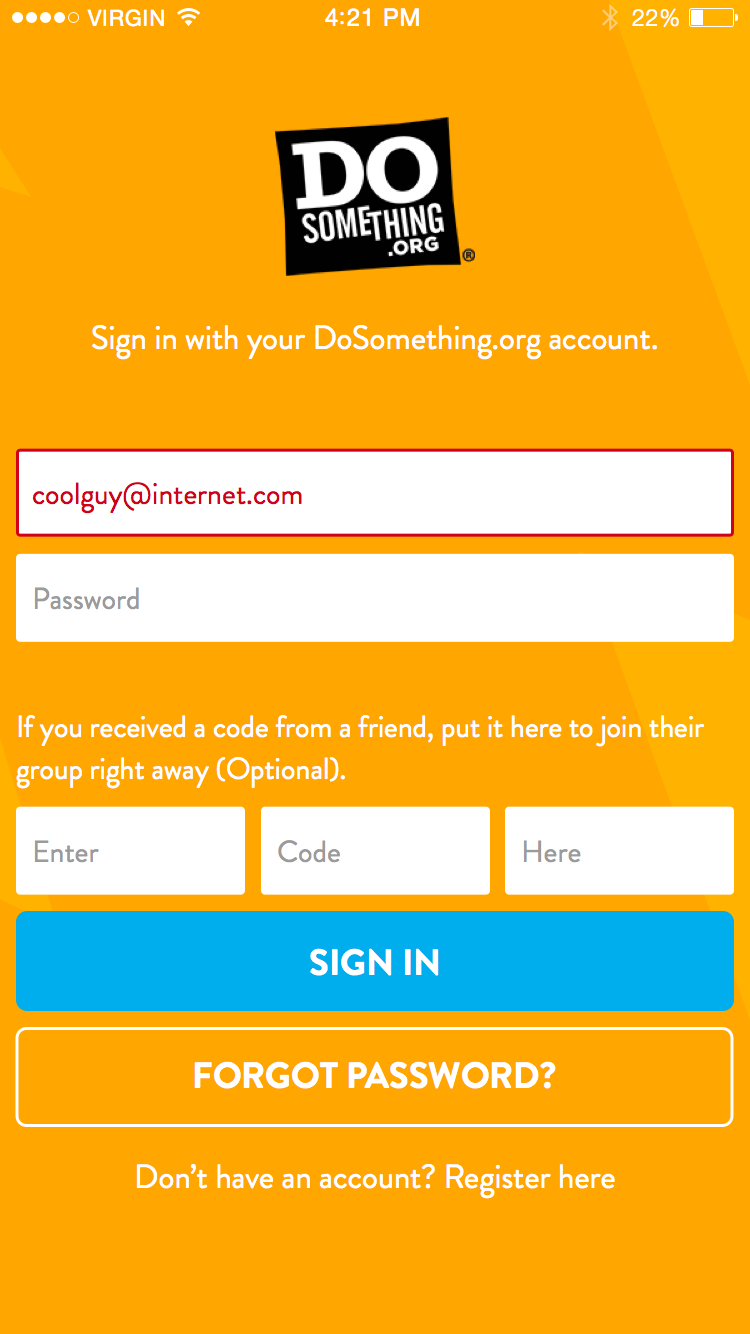 VIRGIN 4:21 PM 22%
DO
SOMETHING
.ORG ®
Sign in with your DoSomething.org account.
coolguy@internet.com
Password
If you received a code from a friend, put it here to join their
group right away (Optional).
Enter Code Here
SIGN IN
FORGOT PASSWORD?
Don’t have an account? Register here